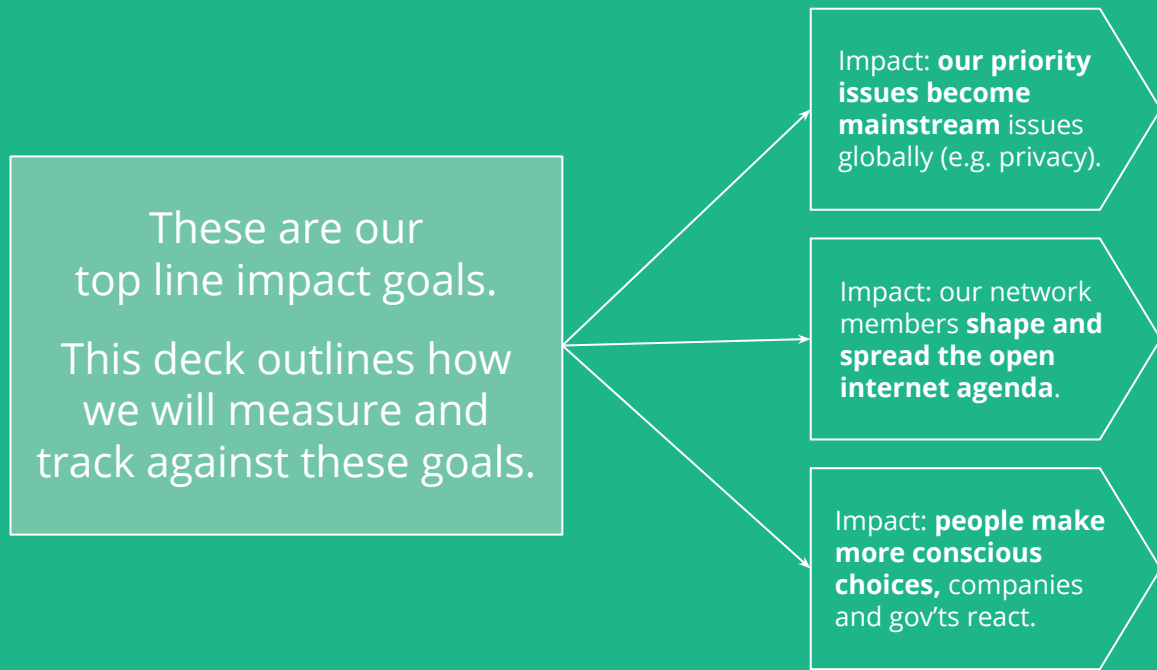 These are our
top line impact goals.
This deck outlines how
we will measure and
track against these goals.
Impact: our priority
issues become
mainstream issues
globally (e.g. privacy).
Impact: our network
members shape and
spread the open
internet agenda.
Impact: people make
more conscious
choices, companies
and gov’ts react.